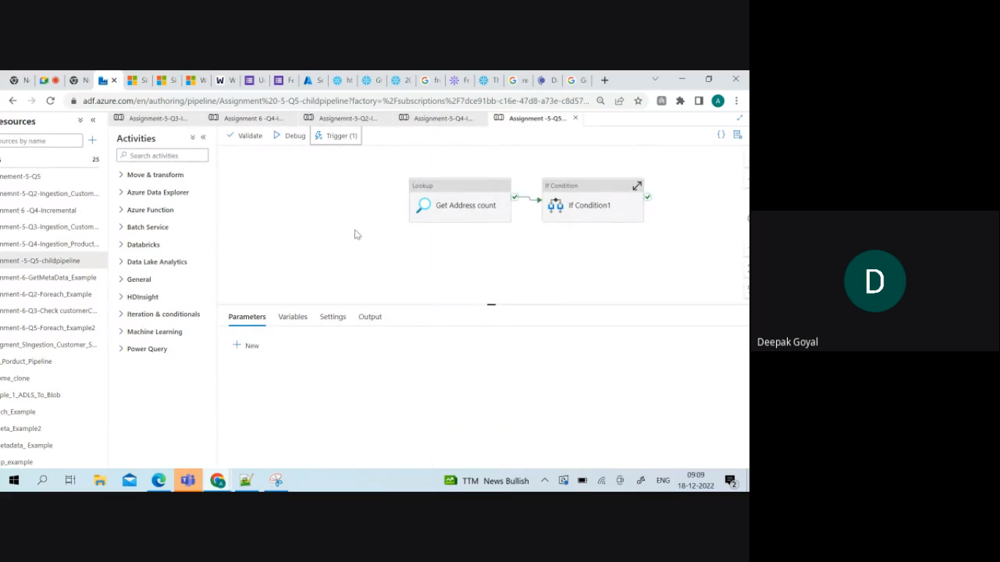 N
N
Si
Si
W
W W
U
Fe
Se
ht
G
20
fr
Fr
Tl
re
D
G
adf.azure.com/en/authoring/pipeline/Assignment%20-5-Q5-childpipeline?factory=%2Fsubscriptions%2F7dce91bb-c16e-47d8-a73e-c8d57...
A
esources
Assignment-5-Q3-I...
Assignment 6 -Q4-I...
Assignemnt-5-Q2-I...
Assignment-5-Q4-I...
Assignment -5-Q5...
urces by name
Activities
Validate
Debug
Trigger (1)
s
25
Search activities
nement-5-Q5
nemnt-5-Q2-Ingestion_Custom...
nment 6 -Q4-Incremental
nment-5-Q3-Ingestion_Custom...
nment-5-Q4-Ingestion_Product...
nment -5-Q5-childpipeline
nment-6-GetMetaData_Example
nment-6-Q2-Foreach_Example
nment-6-Q3-Check customerC...
nment-6-Q5-Foreach_Example2
gment_5Ingestion_Customer_S...
_Porduct_Pipeline
ome_clone
ple_1_ADLS_To_Blob
ch_Example
eta_Example2
etadata_ Example
p_example
Move & transform
Azure Data Explorer
Azure Function
Batch Service
Databricks
Data Lake Analytics
General
HDInsight
Iteration & conditionals
Machine Learning
Power Query
Lookup
Get Address count
If Condition
If Condition1
Parameters
Variables
Settings
Output
New
D
Deepak Goyal
TTM News Bullish
ENG
09:09
18-12-2022
2